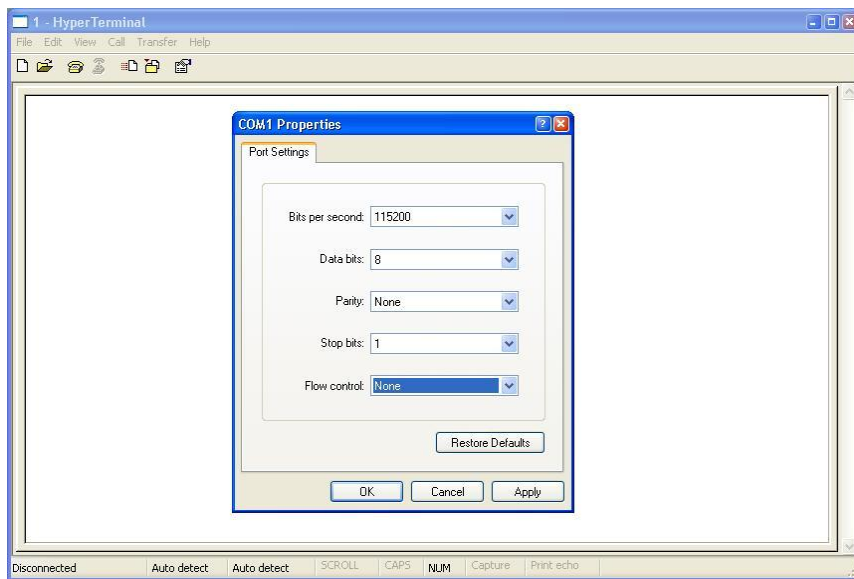 1 - HyperTerminal
File Edit View Call Transfer Help
COM1 Properties
Port Settings
Bits per second: 115200
Data bits: 8
Parity: None
Stop bits: 1
Flow control: None
Restore Defaults
OK Cancel Apply
Disconnected Auto detect Auto detect SCROLL CAPS NUM Capture Print echo